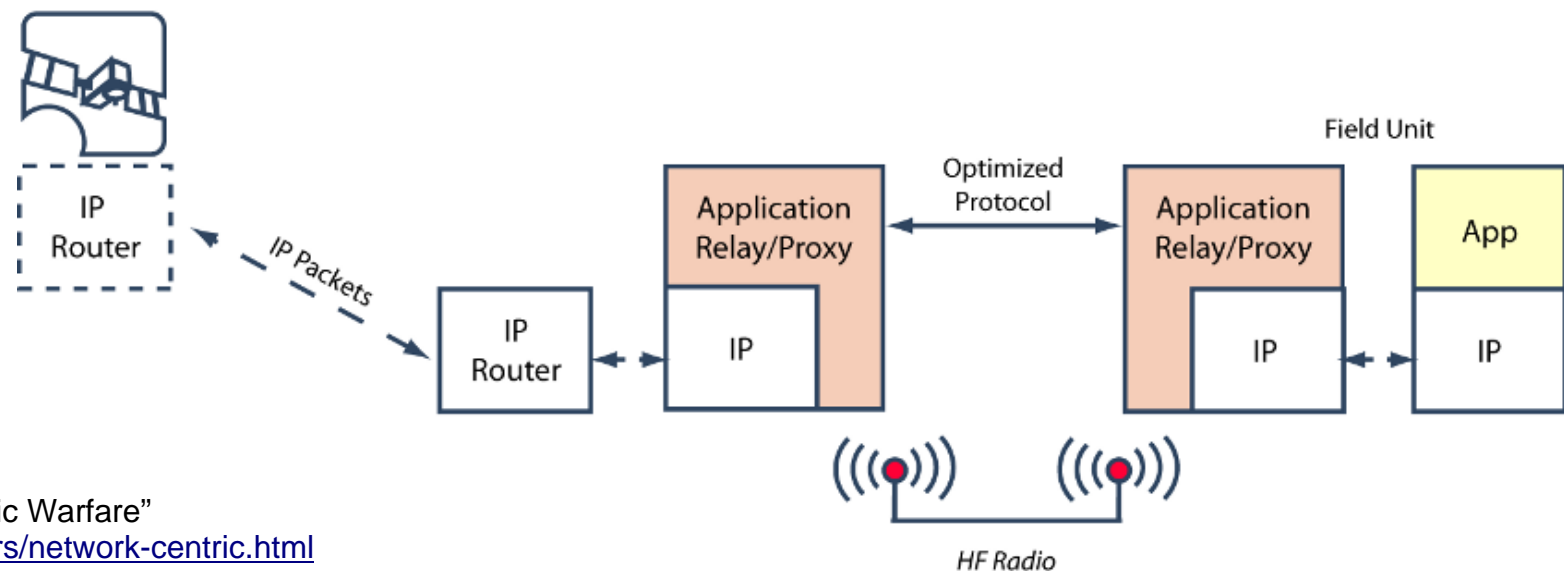 Field Unit
IP
Router
IP Packets
IP
Router
Application
Relay/Proxy
IP
Optimized
Protocol
Application
Relay/Proxy
IP
App
IP
HF Radio
ic Warfare”
rs/network-centric.html